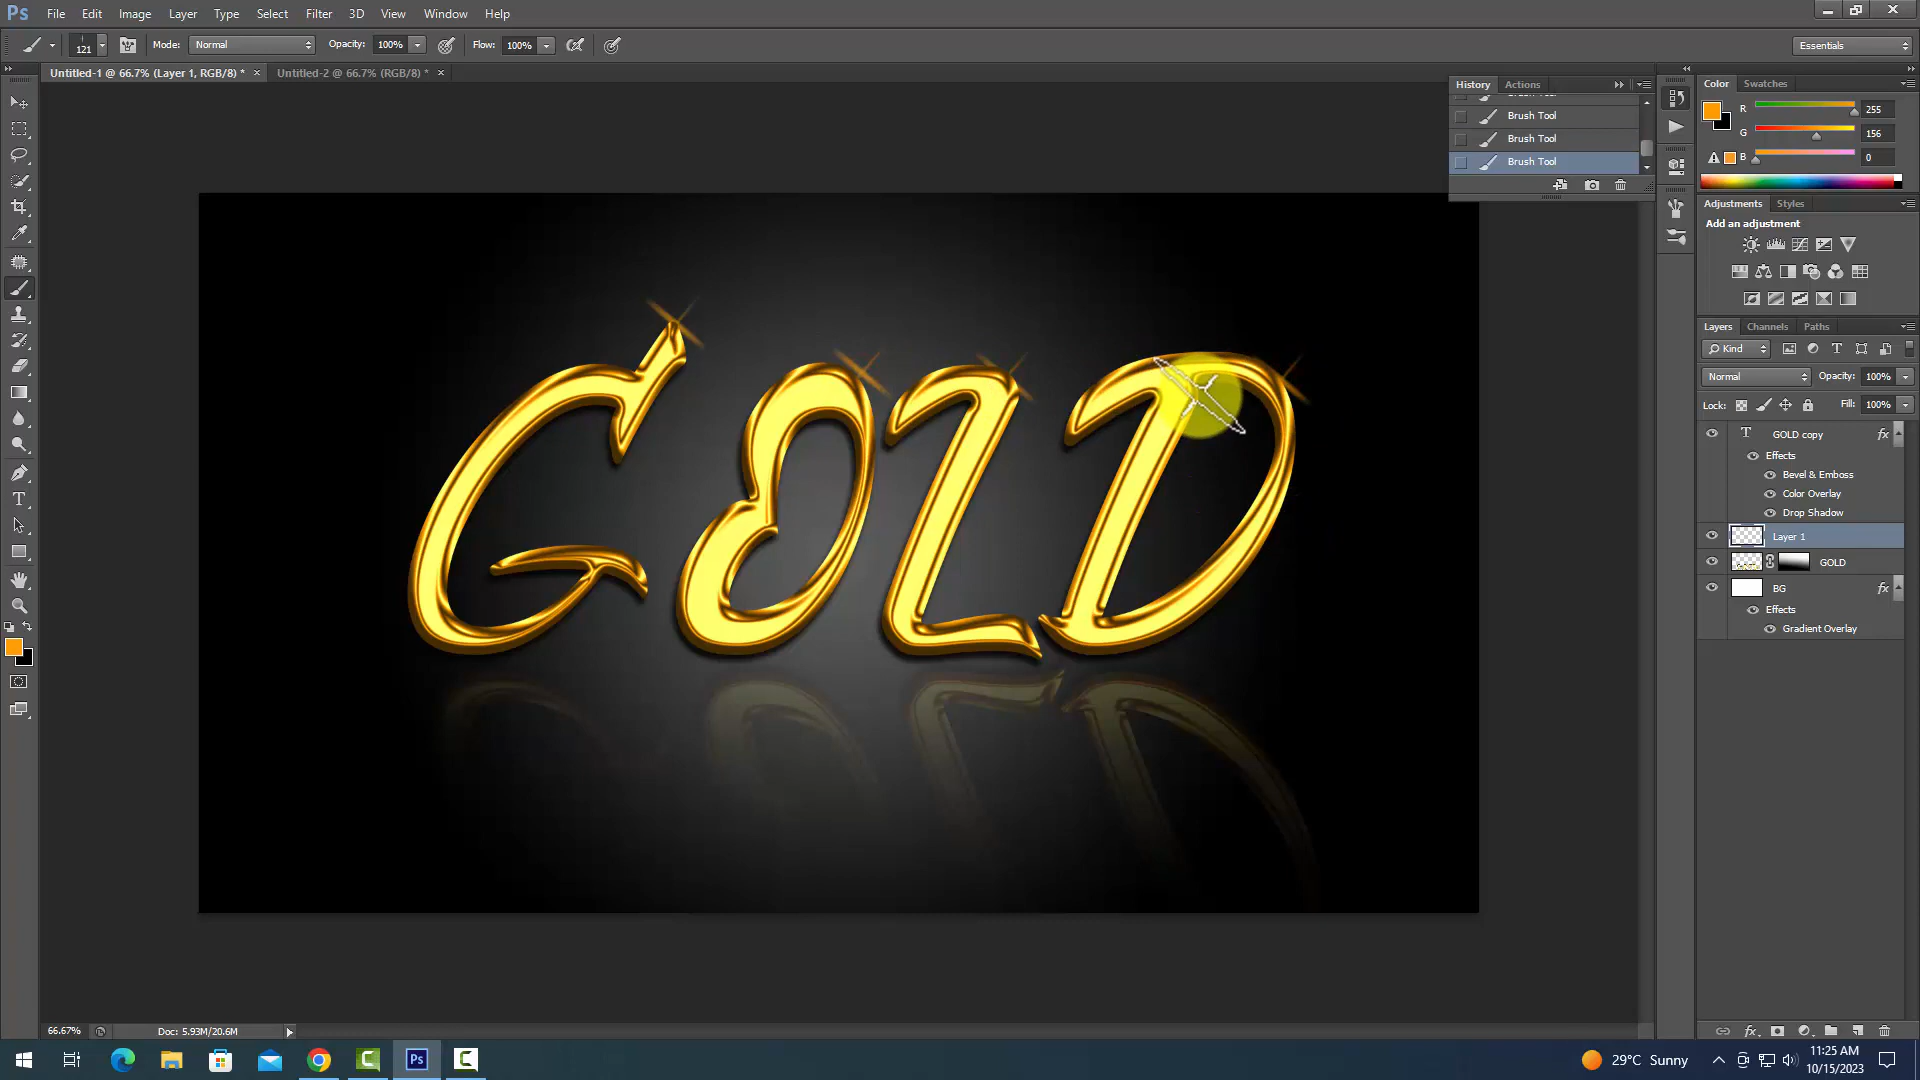 Ps File Edit Image Layer Type Select Filter 3D View Window Help
121 Mode: Normal Opacity: 100% Flow: 100% Essentials
Untitled-1 @ 66.7% (Layer 1, RGB/8) * × Untitled-2 @ 66.7% (RGB/8) * ×
History Actions
Brush Tool
Brush Tool
Brush Tool
Color Swatches
R 255
G 156
B 0
Adjustments Styles
Add an adjustment
Layers Channels Paths
Kind
Normal Opacity: 100%
Lock: Fill: 100%
T GOLD copy fx
Effects
Bevel & Emboss
Color Overlay
Drop Shadow
Layer 1
GOLD
BG fx
Effects
Gradient Overlay
GOLD
66.67% Doc: 5.93M/20.6M
29°C Sunny
11:25 AM
10/15/2023